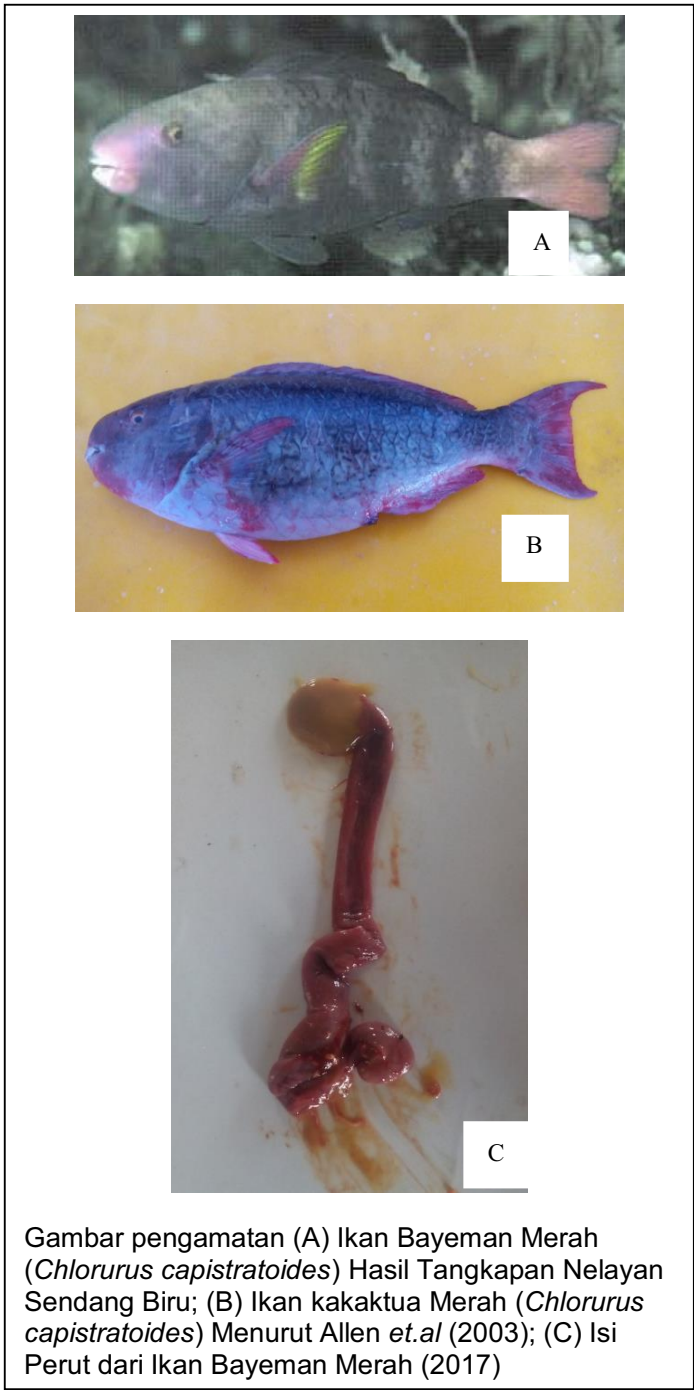 A
B
C
Gambar pengamatan (A) Ikan Bayeman Merah
(Chlorurus capistratoides) Hasil Tangkapan Nelayan
Sendang Biru; (B) Ikan kakaktua Merah (Chlorurus
capistratoides) Menurut Allen et.al (2003); (C) Isi
Perut dari Ikan Bayeman Merah (2017)